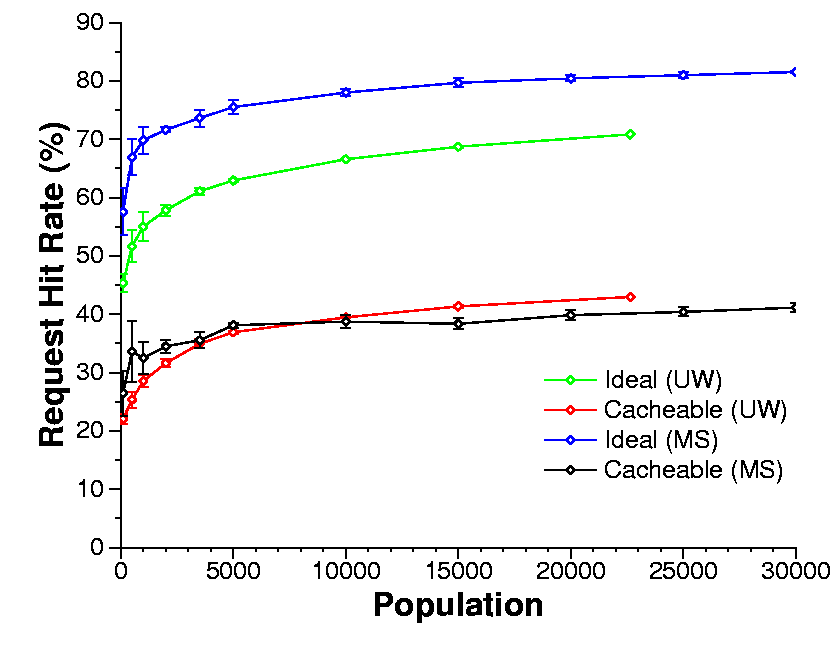 90
80
70
60
50
40
30
20
10
0
Request Hit Rate (%)
Ideal (UW)
Cacheable (UW)
Ideal (MS)
Cacheable (MS)
0 5000 10000 15000 20000 25000 30000
Population